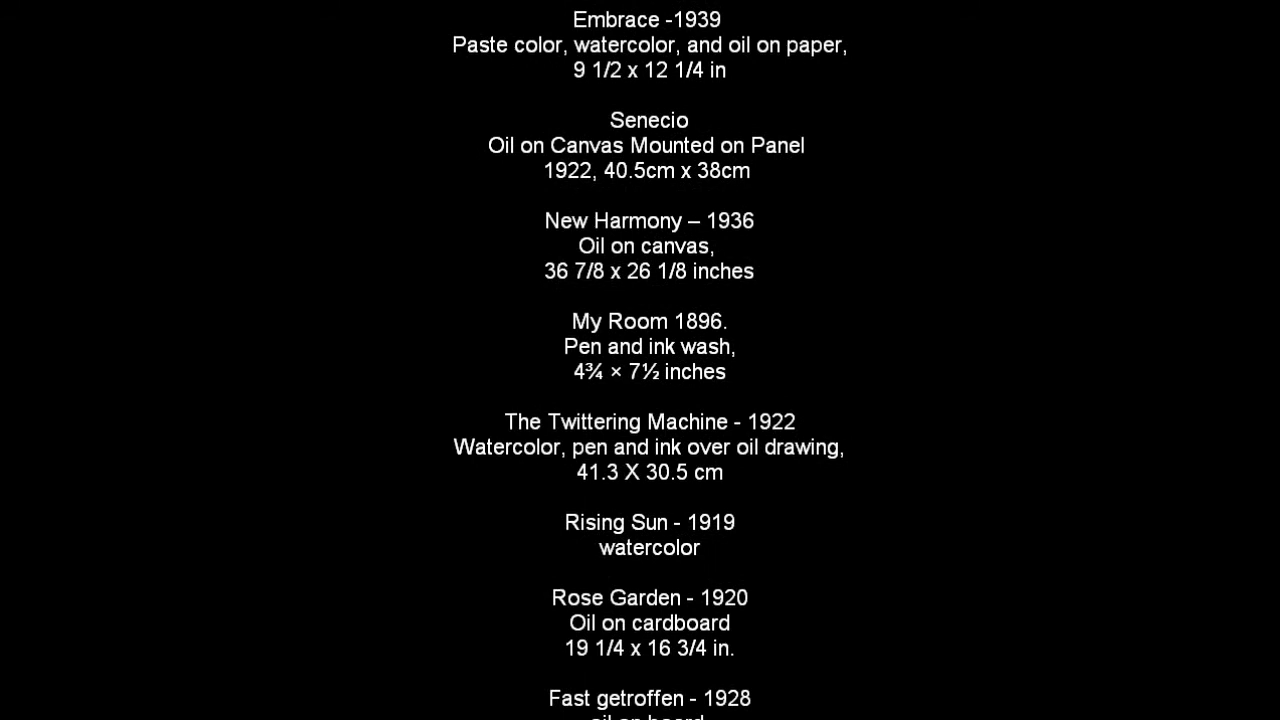 Embrace -1939
Paste color, watercolor, and oil on paper,
9 1/2 x 12 1/4 in
Senecio
Oil on Canvas Mounted on Panel
1922, 40.5cm x 38cm
New Harmony – 1936
Oil on canvas,
36 7/8 x 26 1/8 inches
My Room 1896.
Pen and ink wash,
4¾ × 7½ inches
The Twittering Machine - 1922
Watercolor, pen and ink over oil drawing,
41.3 X 30.5 cm
Rising Sun - 1919
watercolor
Rose Garden - 1920
Oil on cardboard
19 1/4 x 16 3/4 in.
Fast getroffen - 1928
oil on board